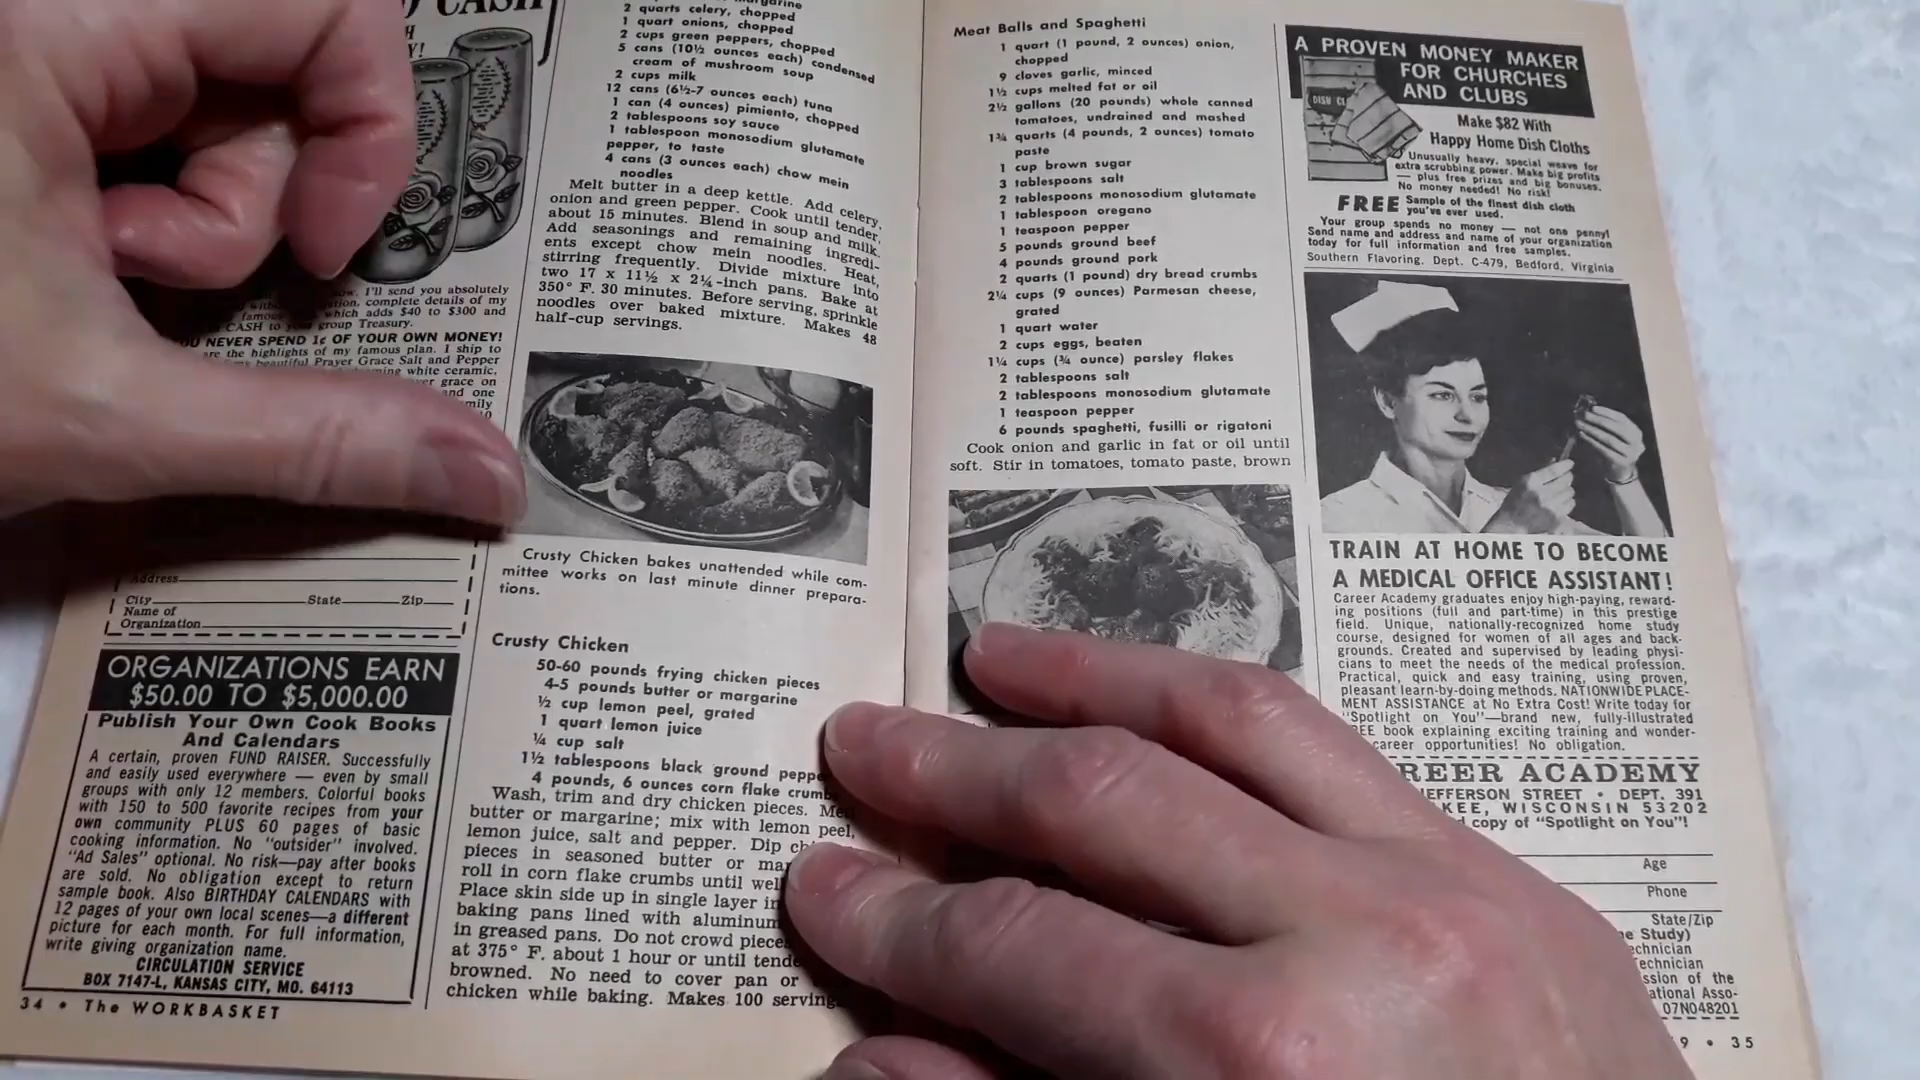 CASH
Y!
now. I'll send you absolutely
complete details of my
famous which adds $40 to $300 and
CASH to your group Treasury.
YOU NEVER SPEND 1¢ OF YOUR OWN MONEY!
are the highlights of my famous plan. I ship to
beautiful Prayer Grace Salt and Pepper
white ceramic,
grace on
and one
Address
City State Zip
Name of
Organization
ORGANIZATIONS EARN
$50.00 TO $5,000.00
Publish Your Own Cook Books
And Calendars
A certain, proven FUND RAISER. Successfully
and easily used everywhere — even by small
groups with only 12 members. Colorful books
with 150 to 500 favorite recipes from your
own community PLUS 60 pages of basic
cooking information. No "outsider" involved.
"Ad Sales" optional. No risk—pay after books
are sold. No obligation except to return
sample book. Also BIRTHDAY CALENDARS with
12 pages of your own local scenes—a different
picture for each month. For full information,
write giving organization name.
CIRCULATION SERVICE
BOX 7147-L, KANSAS CITY, MO. 64113
34 • The WORKBASKET
margarine
2 quarts celery, chopped
1 quart onions, chopped
2 cups green peppers, chopped
5 cans (10½ ounces each) condensed
cream of mushroom soup
2 cups milk
12 cans (6½-7 ounces each) tuna
1 can (4 ounces) pimiento, chopped
2 tablespoons soy sauce
1 tablespoon monosodium glutamate
pepper, to taste
4 cans (3 ounces each) chow mein
noodles
Melt butter in a deep kettle. Add celery,
onion and green pepper. Cook until tender,
about 15 minutes. Blend in soup and milk.
Add seasonings and remaining ingredi-
ents except chow mein noodles. Heat,
stirring frequently. Divide mixture into
two 17 x 11½ x 2¼-inch pans. Bake at
350° F. 30 minutes. Before serving, sprinkle
noodles over baked mixture. Makes 48
half-cup servings.
Crusty Chicken bakes unattended while com-
mittee works on last minute dinner prepara-
tions.
Crusty Chicken
50-60 pounds frying chicken pieces
4-5 pounds butter or margarine
½ cup lemon peel, grated
1 quart lemon juice
¼ cup salt
1½ tablespoons black ground peppe
4 pounds, 6 ounces corn flake crumb
Wash, trim and dry chicken pieces. Me
butter or margarine; mix with lemon peel,
lemon juice, salt and pepper. Dip ch
pieces in seasoned butter or mar
roll in corn flake crumbs until well
Place skin side up in single layer in
baking pans lined with aluminum
in greased pans. Do not crowd piece
at 375° F. about 1 hour or until tende
browned. No need to cover pan or
chicken while baking. Makes 100 serving
Meat Balls and Spaghetti
1 quart (1 pound, 2 ounces) onion,
chopped
9 cloves garlic, minced
1½ cups melted fat or oil
2½ gallons (20 pounds) whole canned
tomatoes, undrained and mashed
1¾ quarts (4 pounds, 2 ounces) tomato
paste
1 cup brown sugar
3 tablespoons salt
2 tablespoons monosodium glutamate
1 tablespoon oregano
1 teaspoon pepper
5 pounds ground beef
4 pounds ground pork
2 quarts (1 pound) dry bread crumbs
2¼ cups (9 ounces) Parmesan cheese,
grated
1 quart water
2 cups eggs, beaten
1¼ cups (¾ ounce) parsley flakes
2 tablespoons salt
2 tablespoons monosodium glutamate
1 teaspoon pepper
6 pounds spaghetti, fusilli or rigatoni
Cook onion and garlic in fat or oil until
soft. Stir in tomatoes, tomato paste, brown
A PROVEN MONEY MAKER
FOR CHURCHES
AND CLUBS
DISH CL
Make $82 With
Happy Home Dish Cloths
Unusually heavy, special weave for
extra scrubbing power. Make big profits
— plus free prizes and big bonuses.
No money needed! No risk!
FREE Sample of the finest dish cloth
you've ever used.
Your group spends no money — not one penny!
Send name and address and name of your organization
today for full information and free samples.
Southern Flavoring. Dept. C-479, Bedford, Virginia
TRAIN AT HOME TO BECOME
A MEDICAL OFFICE ASSISTANT!
Career Academy graduates enjoy high-paying, reward-
ing positions (full and part-time) in this prestige
field. Unique, nationally-recognized home study
course, designed for women of all ages and back-
grounds. Created and supervised by leading physi-
cians to meet the needs of the medical profession.
Practical, quick and easy training, using proven,
pleasant learn-by-doing methods. NATIONWIDE PLACE-
MENT ASSISTANCE at No Extra Cost! Write today for
"Spotlight on You"—brand new, fully-illustrated
EE book explaining exciting training and wonder-
career opportunities! No obligation.
REER ACADEMY
EFFERSON STREET • DEPT. 391
KEE, WISCONSIN 53202
d copy of "Spotlight on You"!
Age
Phone
State/Zip
e Study)
echnician
echnician
ssion of the
ational Asso-
07N048201
9 • 35